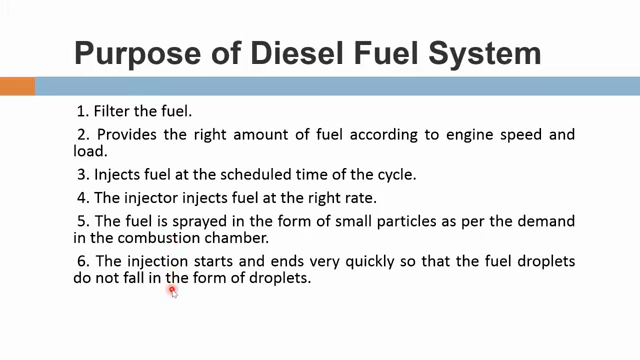 Purpose of Diesel Fuel System
1. Filter the fuel.
2. Provides the right amount of fuel according to engine speed and
load.
3. Injects fuel at the scheduled time of the cycle.
4. The injector injects fuel at the right rate.
5. The fuel is sprayed in the form of small particles as per the demand
in the combustion chamber.
6. The injection starts and ends very quickly so that the fuel droplets
do not fall in the form of droplets.